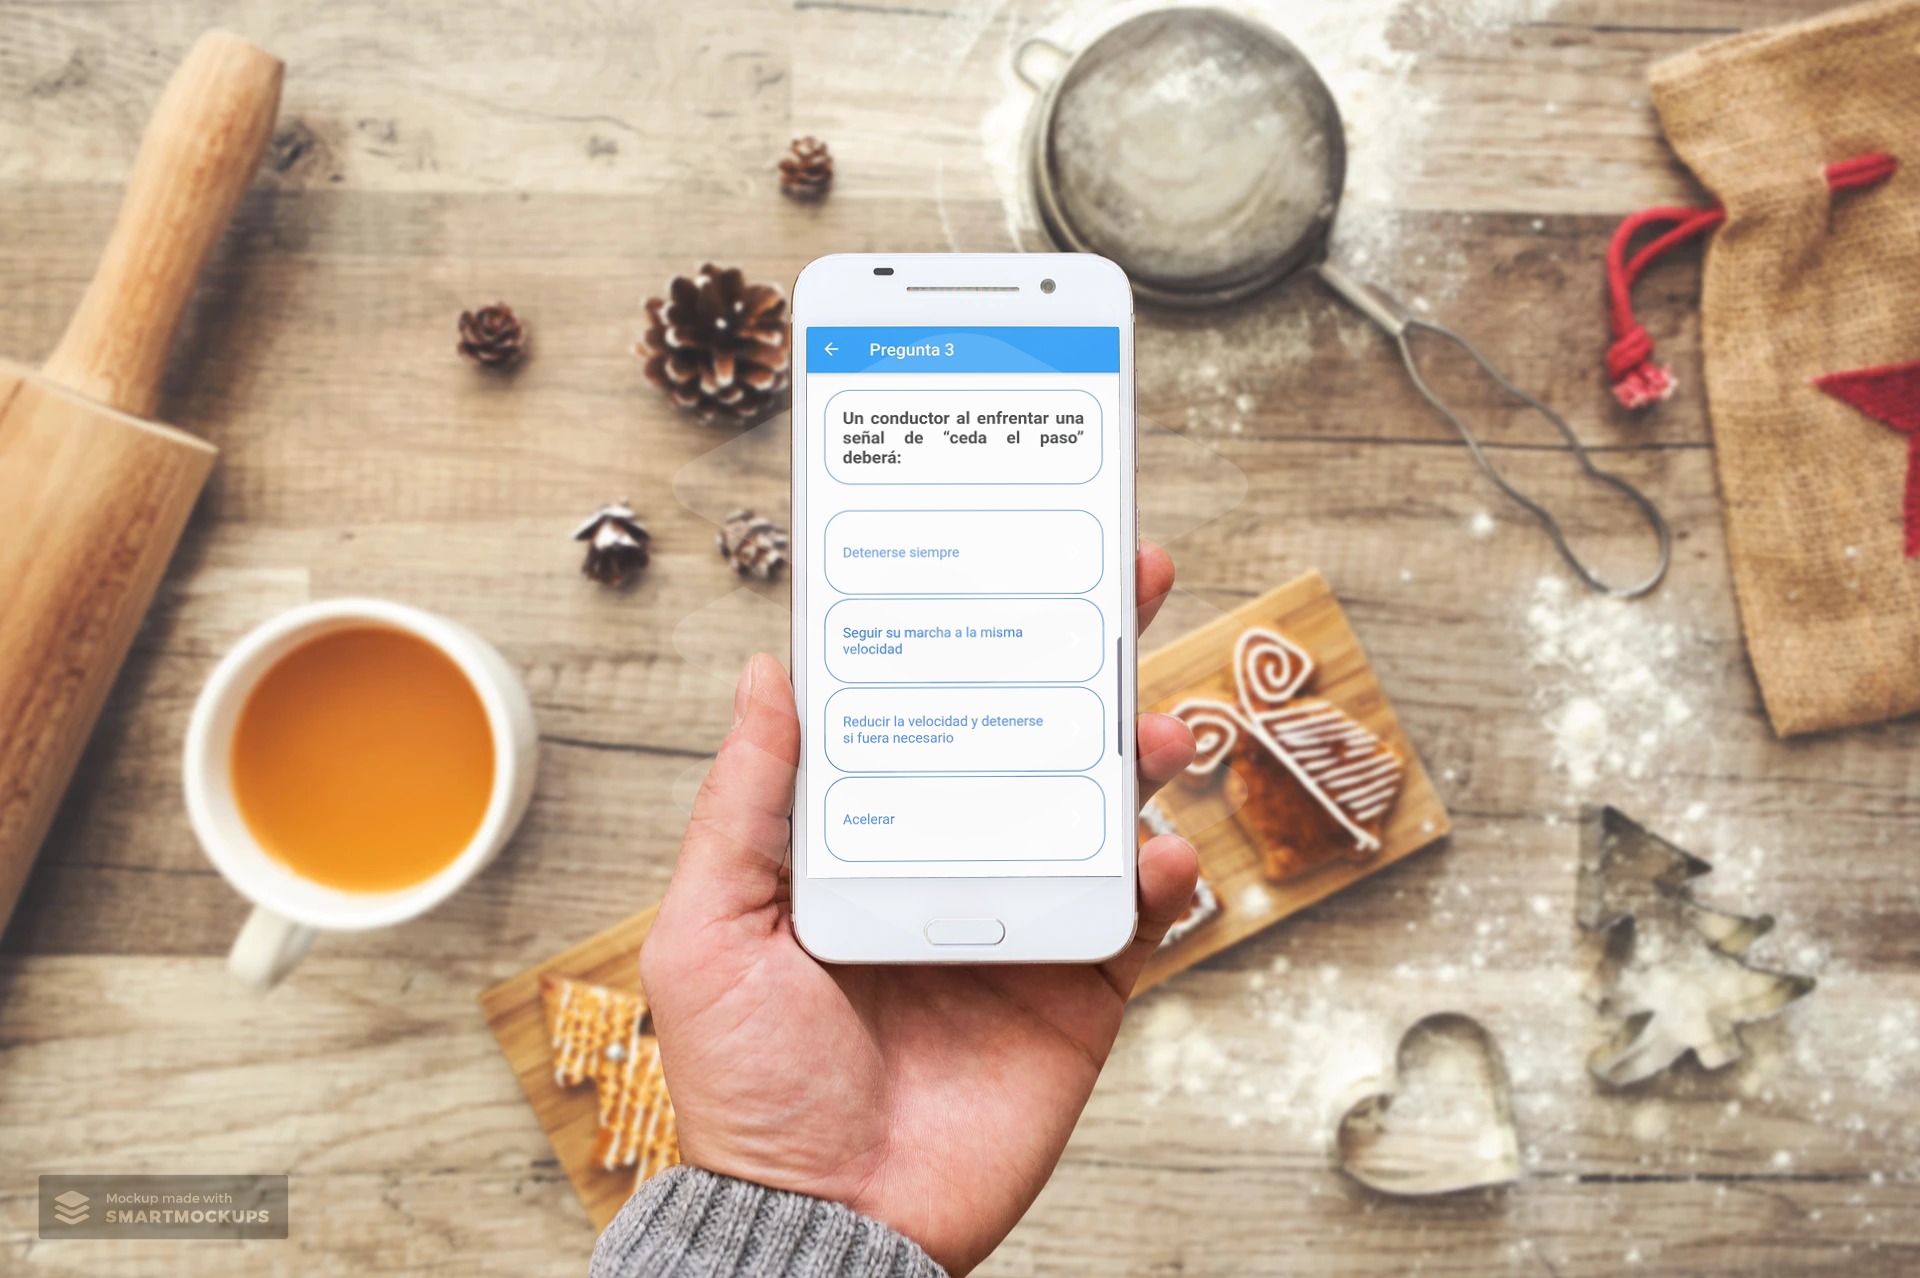 Pregunta 3
Un conductor al enfrentar una
señal de “ceda el paso”
deberá:
Detenerse siempre
Seguir su marcha a la misma
velocidad
Reducir la velocidad y detenerse
si fuera necesario
Acelerar
Mockup made with
SMARTMOCKUPS